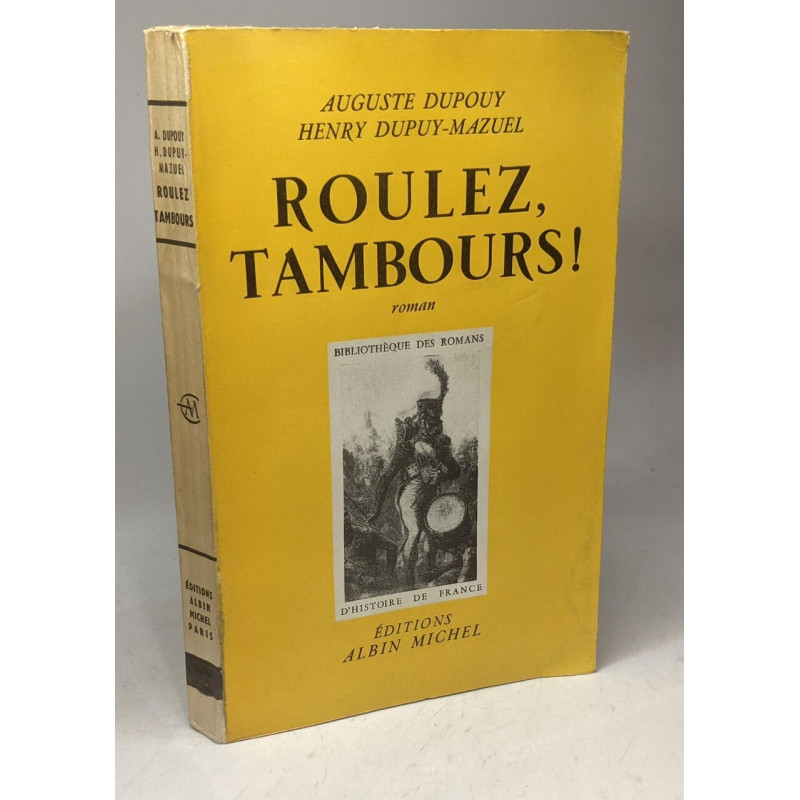 A. DUPOUY
H. DUPUY-
MAZUEL
ROULEZ
TAMBOURS
ÉDITIONS
ALBIN
MICHEL
PARIS
AUGUSTE DUPOUY
HENRY DUPUY-MAZUEL
ROULEZ,
TAMBOURS!
roman
BIBLIOTHÈQUE DES ROMANS
D'HISTOIRE DE FRANCE
ÉDITIONS
ALBIN MICHEL